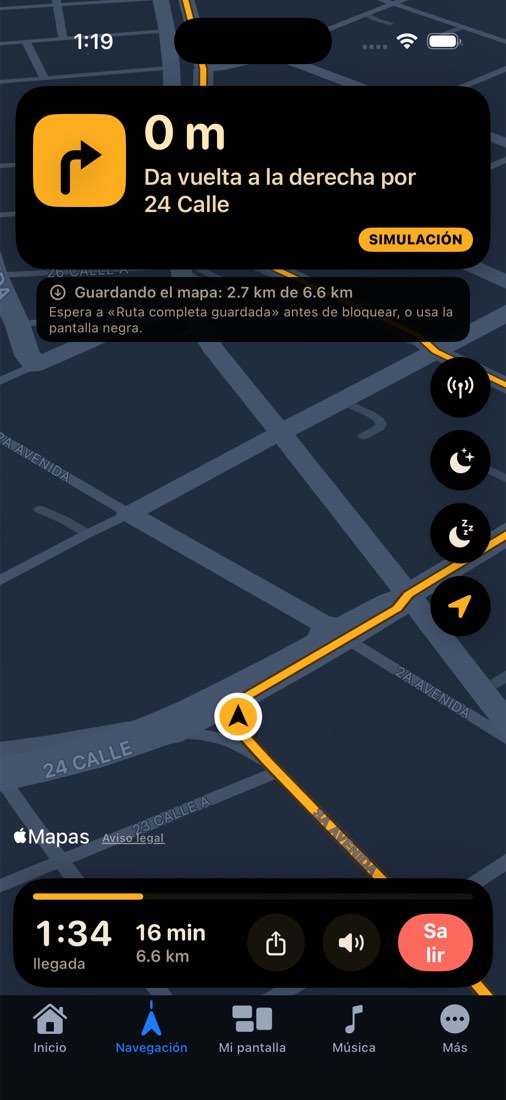 1:19
0 m
Da vuelta a la derecha por
24 Calle
SIMULACIÓN
26 CALLE A
Guardando el mapa: 2.7 km de 6.6 km
Espera a «Ruta completa guardada» antes de bloquear, o usa la
pantalla negra.
2A AVENIDA
zzz
2A AVENIDA
24 CALLE
23 CALLE A
AVENIDA
Mapas
Aviso legal
1:34
llegada
16 min
6.6 km
Sa
lir
Inicio
Navegación
Mi pantalla
Música
Más